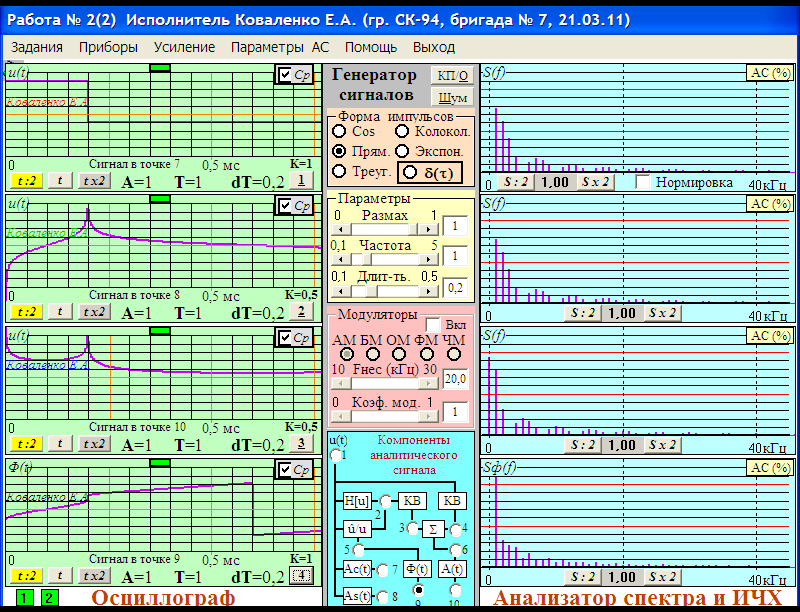 Работа № 2(2)  Исполнитель Коваленко Е.А. (гр. СК-94, бригада № 7, 21.03.11)
Задания Приборы Усиление Параметры АС Помощь Выход
u(t) Ср
Коваленко Е.А
0 Сигнал в точке 7 0,5 мс K=1
t:2 t t x2 A=1 T=1 dT=0,2 1
u(t) Ср
Коваленко Е.А
0 Сигнал в точке 8 0,5 мс K=0,5
t:2 t t x2 A=1 T=1 dT=0,2 2
u(t) Ср
Коваленко Е.А
0 Сигнал в точке 10 0,5 мс K=0,5
t:2 t t x2 A=1 T=1 dT=0,2 3
Ф(t) Ср
Коваленко Е.А
0 Сигнал в точке 9 0,5 мс K=1
t:2 t t x2 A=1 T=1 dT=0,2 4
1 2 Осциллограф
Генератор сигналов
КП/О
Шум
Форма импульсов
Cos Колокол.
Прям. Экспон.
Треуг. δ(τ)
Параметры
0 Размах 1 1
0,1 Частота 5 1
0,1 Длит-ть. 0,5 0,2
Модуляторы Вкл
АМ БМ ОМ ФМ ЧМ
10 Fнес (кГц) 30 20,0
0 Коэф. мод. 1 1
u(t) Компоненты
1 аналитического
сигнала
H[u] КВ КВ
2
û/u 3 Σ 4
5 6
Ac(t) 7 Ф(t) A(t)
As(t) 8 9 10
S(f) АС (%)
0 S : 2 1,00 S x 2 Нормировка 40кГц
S(f) АС (%)
0 S : 2 1,00 S x 2 40кГц
S(f) АС (%)
0 S : 2 1,00 S x 2 40кГц
Sф(f) АС (%)
0 S : 2 1,00 S x 2 40кГц
Анализатор спектра и ИЧХ